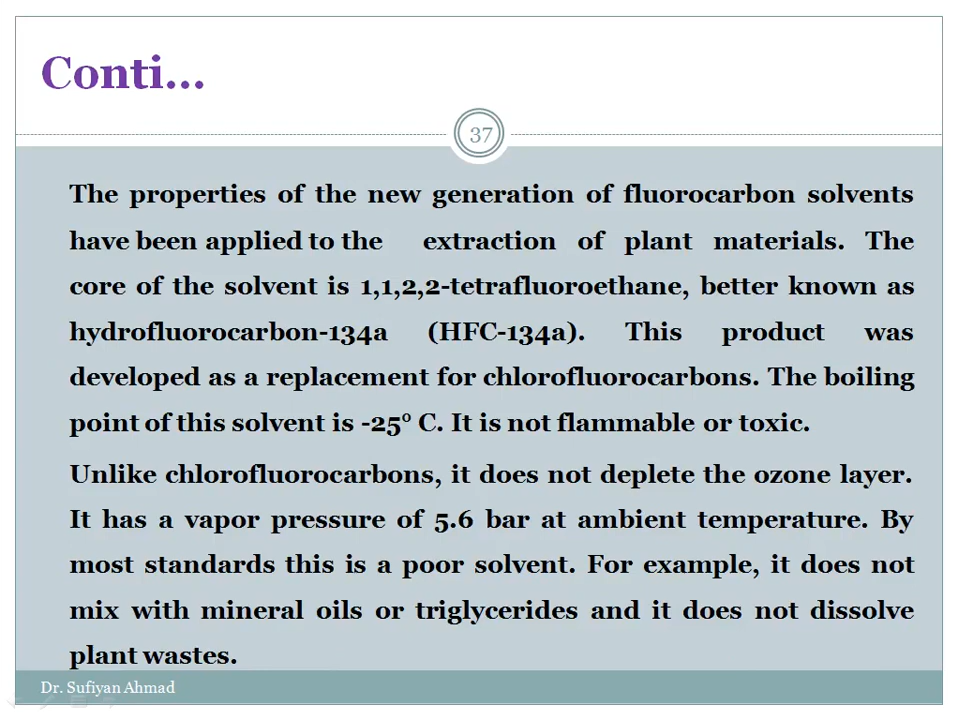 Conti...
37
The properties of the new generation of fluorocarbon solvents
have been applied to the extraction of plant materials. The
core of the solvent is 1,1,2,2-tetrafluoroethane, better known as
hydrofluorocarbon-134a (HFC-134a). This product was
developed as a replacement for chlorofluorocarbons. The boiling
point of this solvent is -25° C. It is not flammable or toxic.
Unlike chlorofluorocarbons, it does not deplete the ozone layer.
It has a vapor pressure of 5.6 bar at ambient temperature. By
most standards this is a poor solvent. For example, it does not
mix with mineral oils or triglycerides and it does not dissolve
plant wastes.
Dr. Sufiyan Ahmad